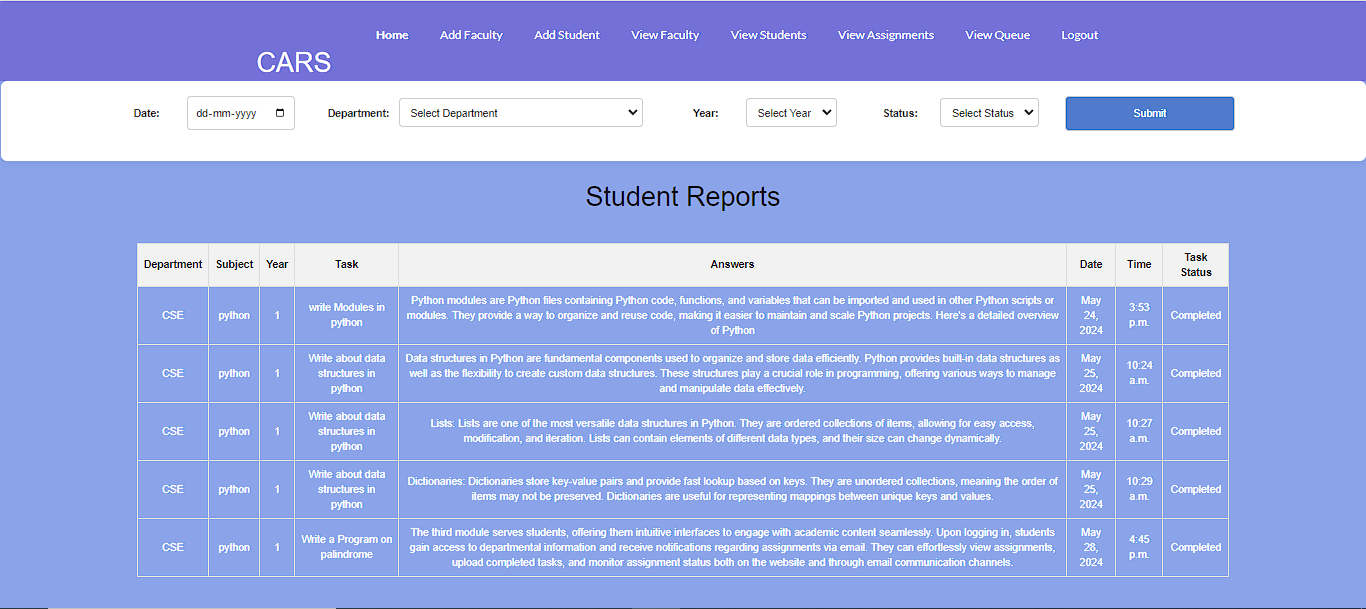 Home Add Faculty Add Student View Faculty View Students View Assignments View Queue Logout
CARS
Date: dd-mm-yyyy Department: Select Department Year: Select Year Status: Select Status Submit
Student Reports
Department Subject Year Task Answers Date Time Task
Status
CSE python 1 write Modules in
python
Python modules are Python files containing Python code, functions, and variables that can be imported and used in other Python scripts or
modules. They provide a way to organize and reuse code, making it easier to maintain and scale Python projects. Here's a detailed overview
of Python
May
24,
2024
3:53
p.m.
Completed
CSE python 1 Write about data
structures in
python
Data structures in Python are fundamental components used to organize and store data efficiently. Python provides built-in data structures as
well as the flexibility to create custom data structures. These structures play a crucial role in programming, offering various ways to manage
and manipulate data effectively.
May
25,
2024
10:24
a.m.
Completed
CSE python 1 Write about data
structures in
python
Lists: Lists are one of the most versatile data structures in Python. They are ordered collections of items, allowing for easy access,
modification, and iteration. Lists can contain elements of different data types, and their size can change dynamically.
May
25,
2024
10:27
a.m.
Completed
CSE python 1 Write about data
structures in
python
Dictionaries: Dictionaries store key-value pairs and provide fast lookup based on keys. They are unordered collections, meaning the order of
items may not be preserved. Dictionaries are useful for representing mappings between unique keys and values.
May
25,
2024
10:29
a.m.
Completed
CSE python 1 Write a Program on
palindrome
The third module serves students, offering them intuitive interfaces to engage with academic content seamlessly. Upon logging in, students
gain access to departmental information and receive notifications regarding assignments via email. They can effortlessly view assignments,
upload completed tasks, and monitor assignment status both on the website and through email communication channels.
May
28,
2024
4:45
p.m.
Completed